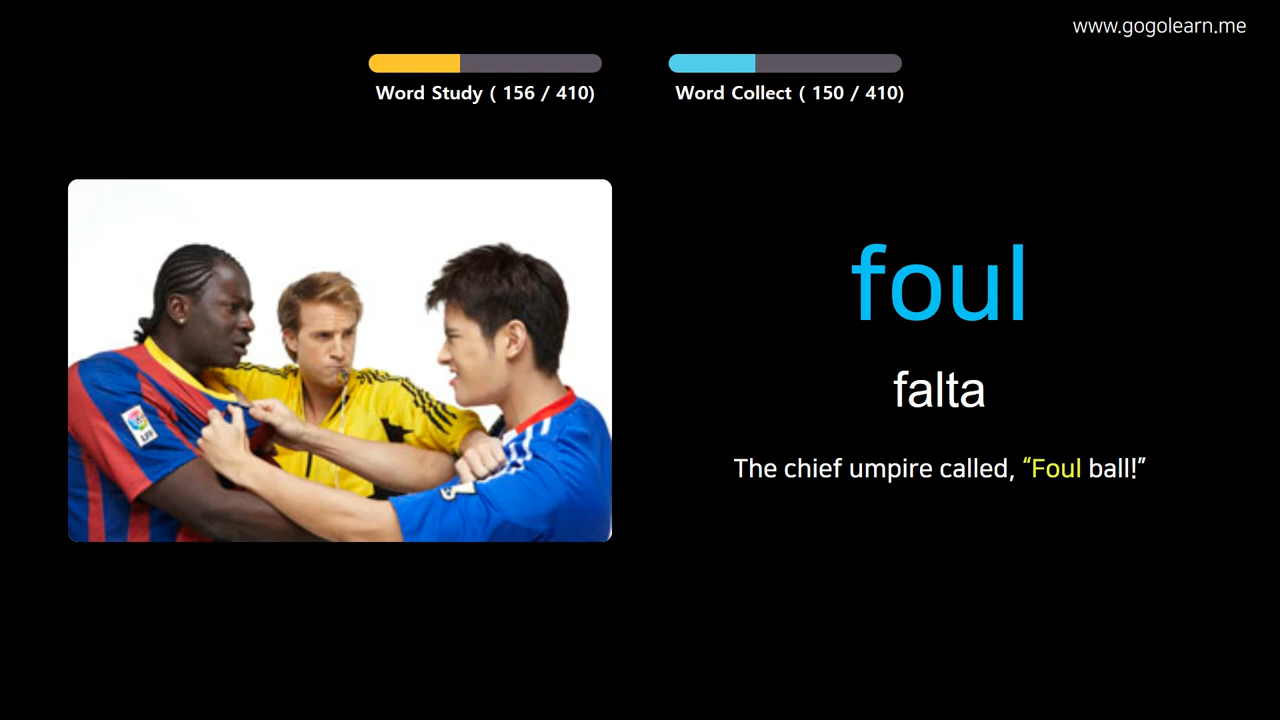 www.gogolearn.me
Word Study ( 156 / 410)
Word Collect ( 150 / 410)
foul
falta
The chief umpire called, “Foul ball!”